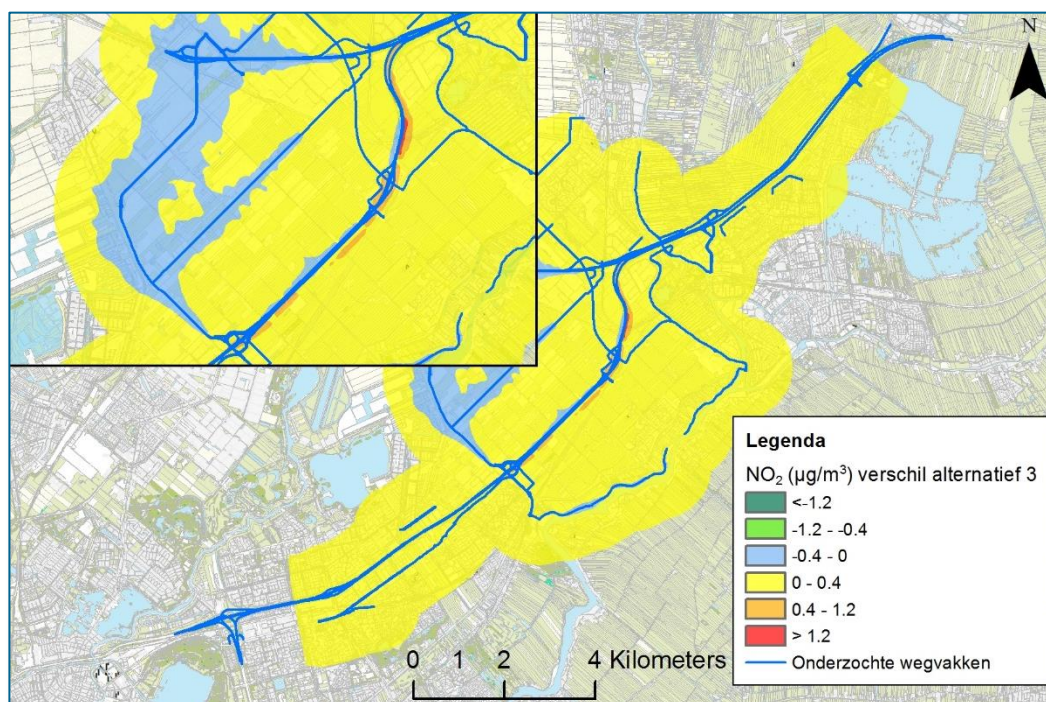 N
Legenda
NO₂ (µg/m³) verschil alternatief 3
<-1.2
-1.2 - -0.4
-0.4 - 0
0 - 0.4
0.4 - 1.2
> 1.2
Onderzochte wegvakken
0 1 2 4 Kilometers